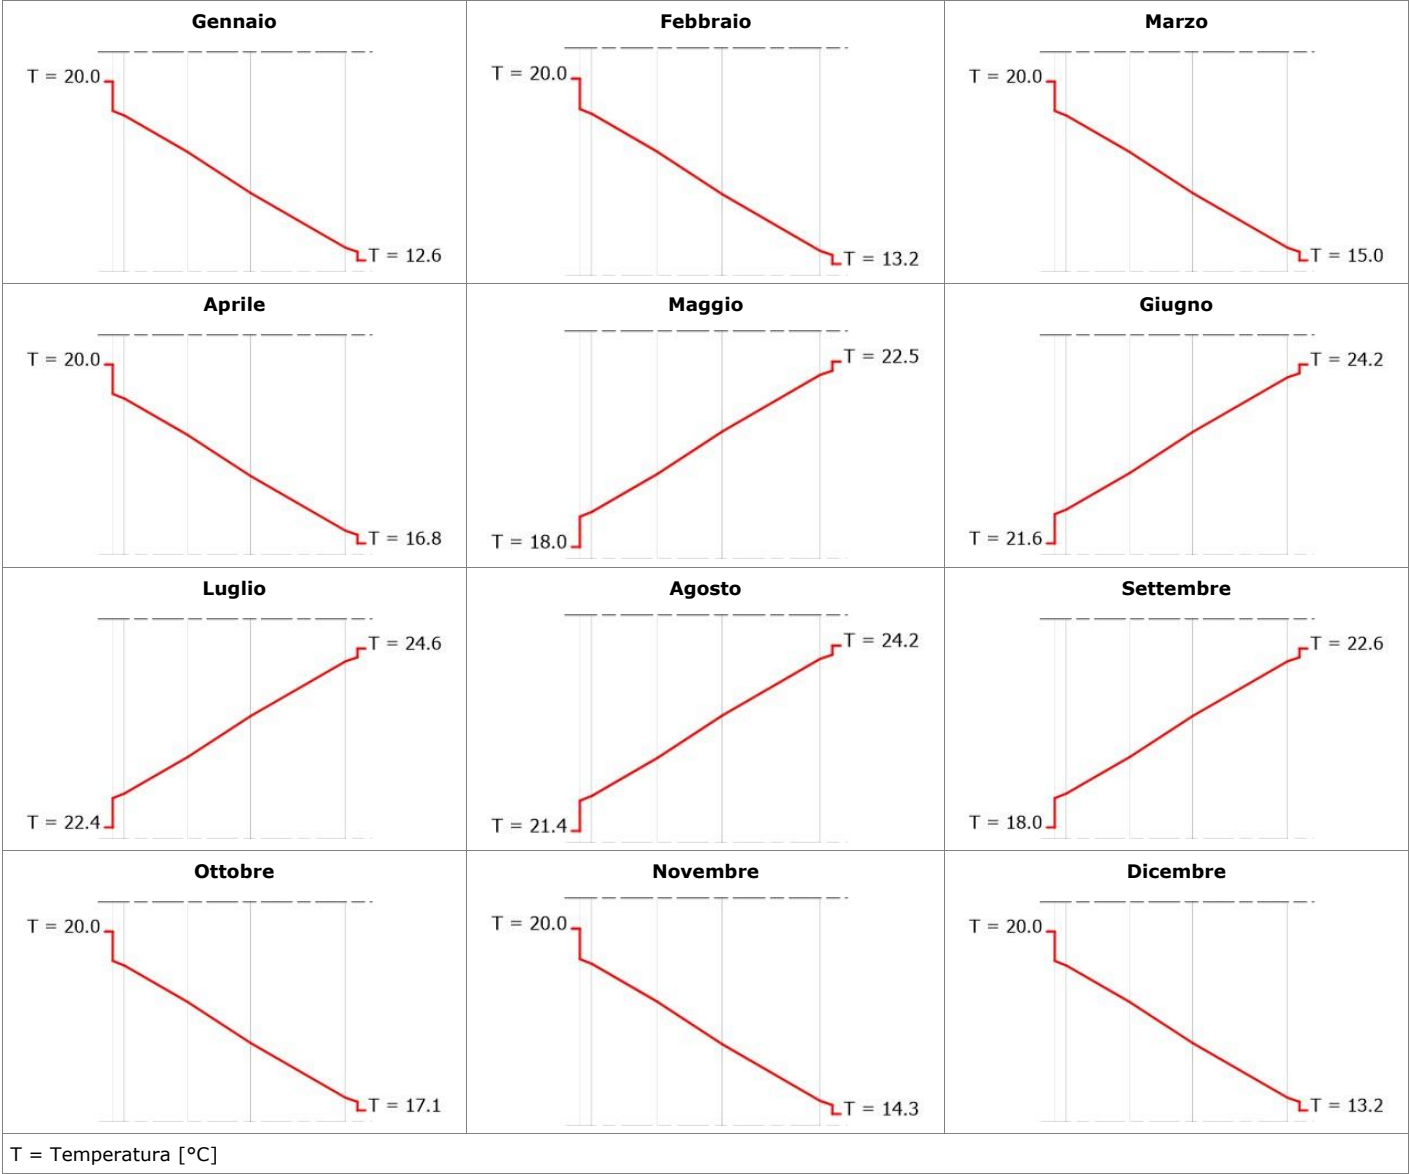 Gennaio
T = 20.0
T = 12.6
Febbraio
T = 20.0
T = 13.2
Marzo
T = 20.0
T = 15.0
Aprile
T = 20.0
T = 16.8
Maggio
T = 22.5
T = 18.0
Giugno
T = 24.2
T = 21.6
Luglio
T = 24.6
T = 22.4
Agosto
T = 24.2
T = 21.4
Settembre
T = 22.6
T = 18.0
Ottobre
T = 20.0
T = 17.1
Novembre
T = 20.0
T = 14.3
Dicembre
T = 20.0
T = 13.2
T = Temperatura [°C]